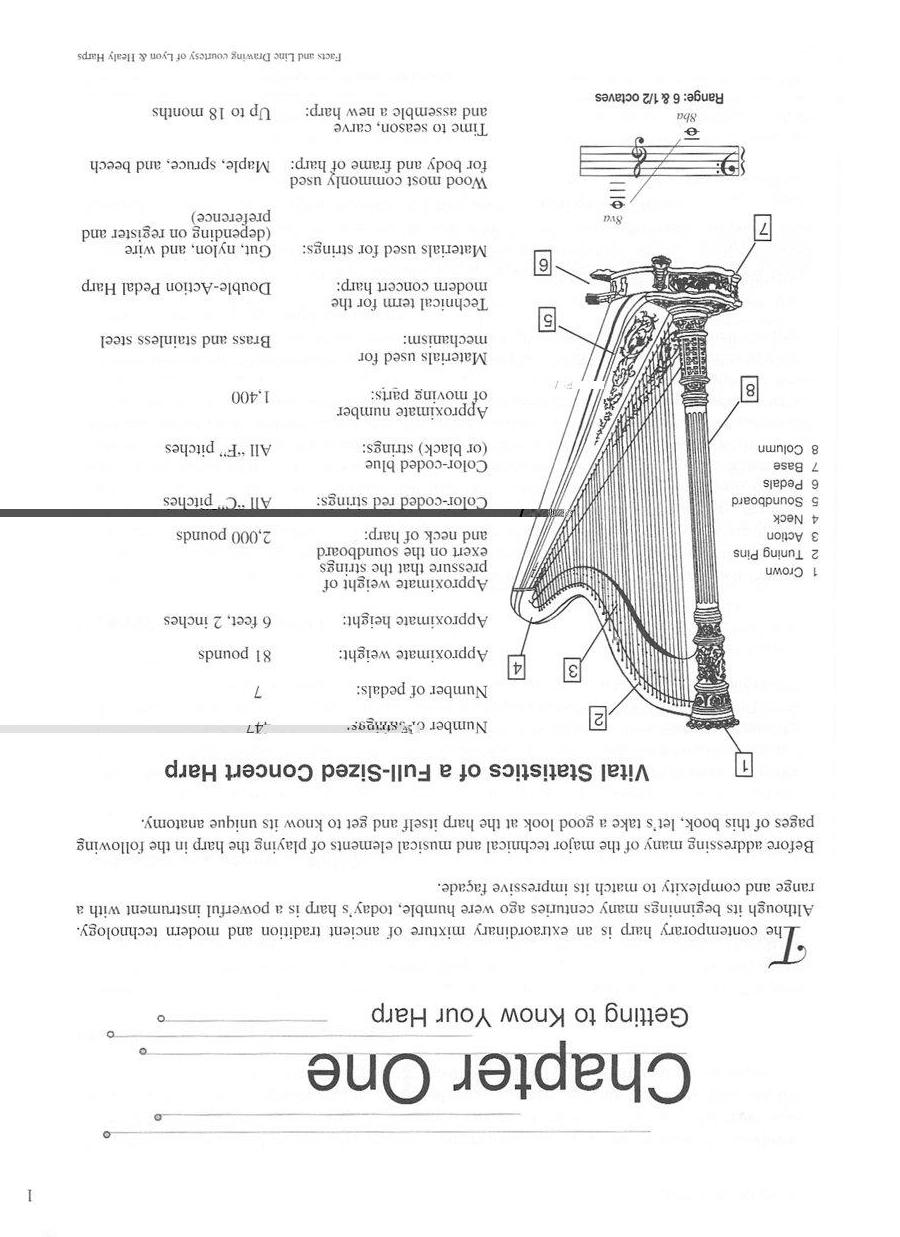 1
Chapter One
Getting to Know Your Harp
The contemporary harp is an extraordinary mixture of ancient tradition and modern technology.
Although its beginnings many centuries ago were humble, today's harp is a powerful instrument with a
range and complexity to match its impressive façade.
Before addressing many of the major technical and musical elements of playing the harp in the following
pages of this book, let's take a good look at the harp itself and get to know its unique anatomy.
Vital Statistics of a Full-Sized Concert Harp
1
2
3
4
1 Crown
2 Tuning Pins
3 Action
4 Neck
5 Soundboard
6 Pedals
7 Base
8 Column
8
5
6
7
8va
8ba
Range: 6 & 1/2 octaves
Number of strings: 47
Number of pedals: 7
Approximate weight: 81 pounds
Approximate height: 6 feet, 2 inches
Approximate weight of
pressure that the strings
exert on the soundboard
and neck of harp: 2,000 pounds
Color-coded red strings: All "C" pitches
Color-coded blue
(or black) strings: All "F" pitches
Approximate number
of moving parts: 1,400
Materials used for
mechanism: Brass and stainless steel
Technical term for the
modern concert harp: Double-Action Pedal Harp
Materials used for strings: Gut, nylon, and wire
(depending on register and
preference)
Wood most commonly used
for body and frame of harp: Maple, spruce, and beech
Time to season, carve
and assemble a new harp: Up to 18 months
Facts and Line Drawing courtesy of Lyon & Healy Harps